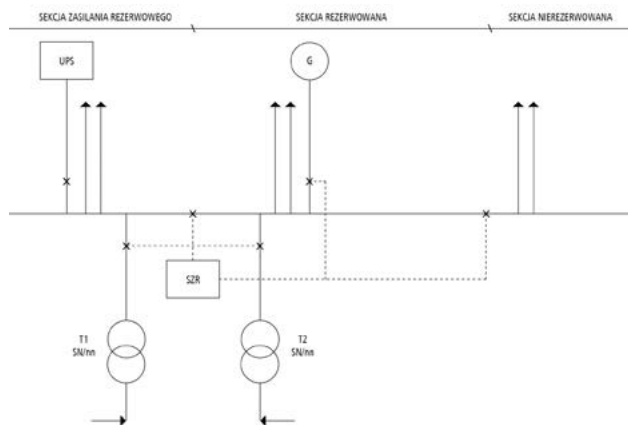 SEKCJA ZASILANIA REZERWOWEGO
SEKCJA REZERWOWANA
SEKCJA NIEREZERWOWANA
UPS
G
SZR
T1
SN/nn
T2
SN/nn